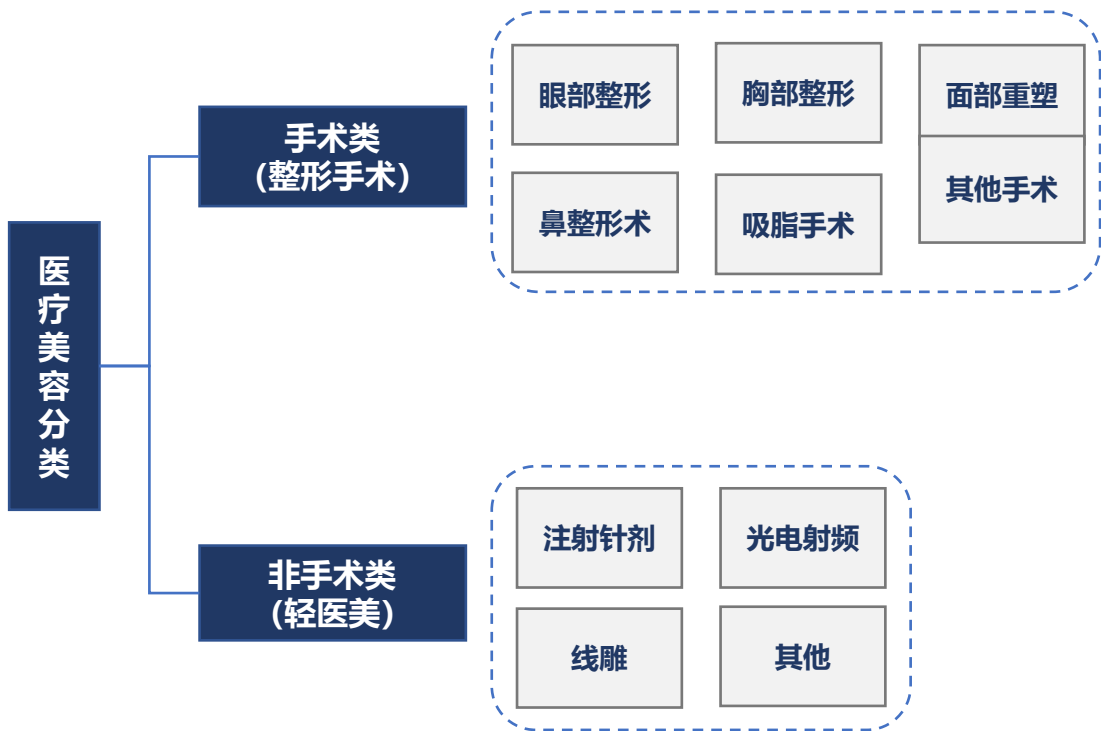 医疗美容分类
手术类
（整形手术）
眼部整形
胸部整形
面部重塑
鼻整形术
吸脂手术
其他手术
非手术类
（轻医美）
注射针剂
光电射频
线雕
其他